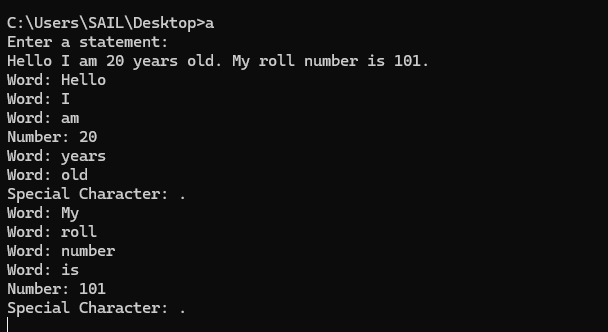 C:\Users\SAIL\Desktop>a
Enter a statement:
Hello I am 20 years old. My roll number is 101.
Word: Hello
Word: I
Word: am
Number: 20
Word: years
Word: old
Special Character: .
Word: My
Word: roll
Word: number
Word: is
Number: 101
Special Character: .